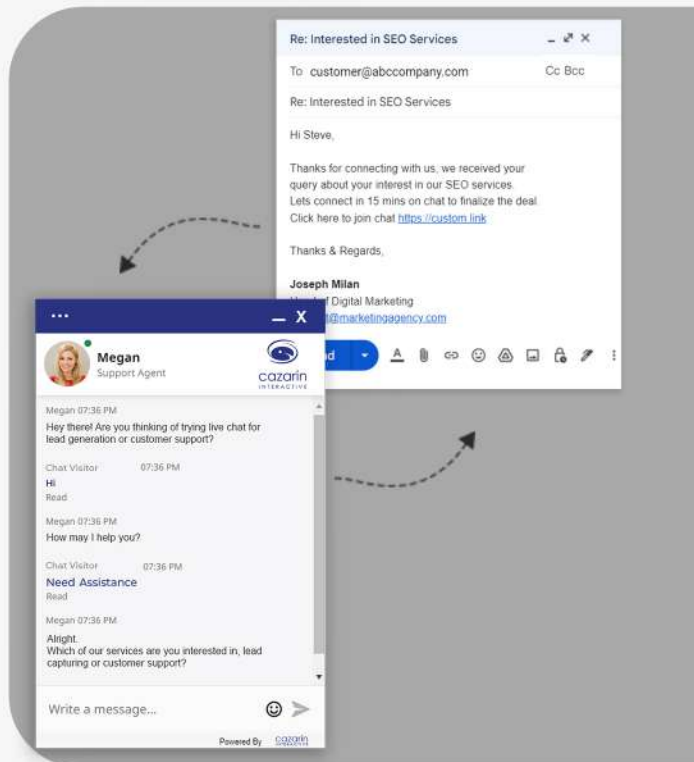 Re: Interested in SEO Services
To customer@abccompany.com Cc Bcc
Re: Interested in SEO Services
Hi Steve,
Thanks for connecting with us, we received your
query about your interest in our SEO services.
Lets connect in 15 mins on chat to finalize the deal
Click here to join chat https://custom link
Thanks & Regards,
Joseph Milan
of Digital Marketing
@marketingagency.com
Megan
Support Agent
cazarin
INTERACTIVE
Megan 07:36 PM
Hey there! Are you thinking of trying live chat for
lead generation or customer support?
Chat Visitor 07:36 PM
Hi
Read
Megan 07:36 PM
How may I help you?
Chat Visitor 07:36 PM
Need Assistance
Read
Megan 07:36 PM
Alright.
Which of our services are you interested in, lead
capturing or customer support?
Write a message...
Powered By cazarin
INTERACTIVE